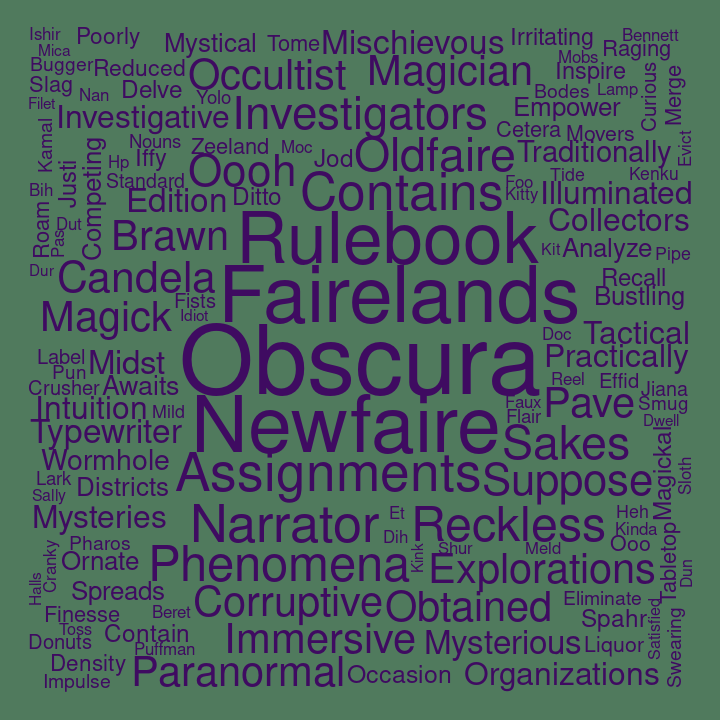 Ishir
Poorly
Mystical
Tome
Mischievous
Irritating
Bennett
Mica
Mobs
Raging
Bugger
Reduced
Occultist
Magician
Inspire
Curious
Merge
Slag
Delve
Yolo
Bodes
Lamp
Filet
Nan
Investigative
Investigators
Empower
Cetera
Movers
Evict
Kamal
Nouns
Zeeland
Moc
Jod
Oldfaire
Traditionally
Justi
Competing
Hp
Iffy
Oooh
Standard
Contains
Foo
Tide
Kenku
Bih
Edition
Ditto
Kitty
Illuminated
Roam
Pas
Dut
Brawn
Rulebook
Collectors
Kit
Analyze
Pipe
Dur
Candela
Fairelands
Recall
Fists
Bustling
Magick
Idiot
Obscura
Doc
Tactical
Label
Midst
Practically
Pun
Crusher
Awaits
Reel
Effid
Jiana
Intuition
Mild
Newfaire
Faux
Pave
Smug
Flair
Dwell
Typewriter
Sakes
Wormhole
Assignments
Suppose
Magickal
Sloth
Lark
Districts
Sally
Mysteries
Narrator
Et
Reckless
Heh
Kinda
Pharos
Dih
Ooo
Cranky
Ornate
Phenomena
Kink
Shur
Meld
Explorations
Tabletop
Dun
Halls
Spreads
Corruptive
Obtained
Eliminate
Finesse
Beret
Spahr
Satisfied
Swearing
Toss
Donuts
Contain
Immersive
Mysterious
Liquor
Puffman
Density
Paranormal
Occasion
Organizations
Impulse